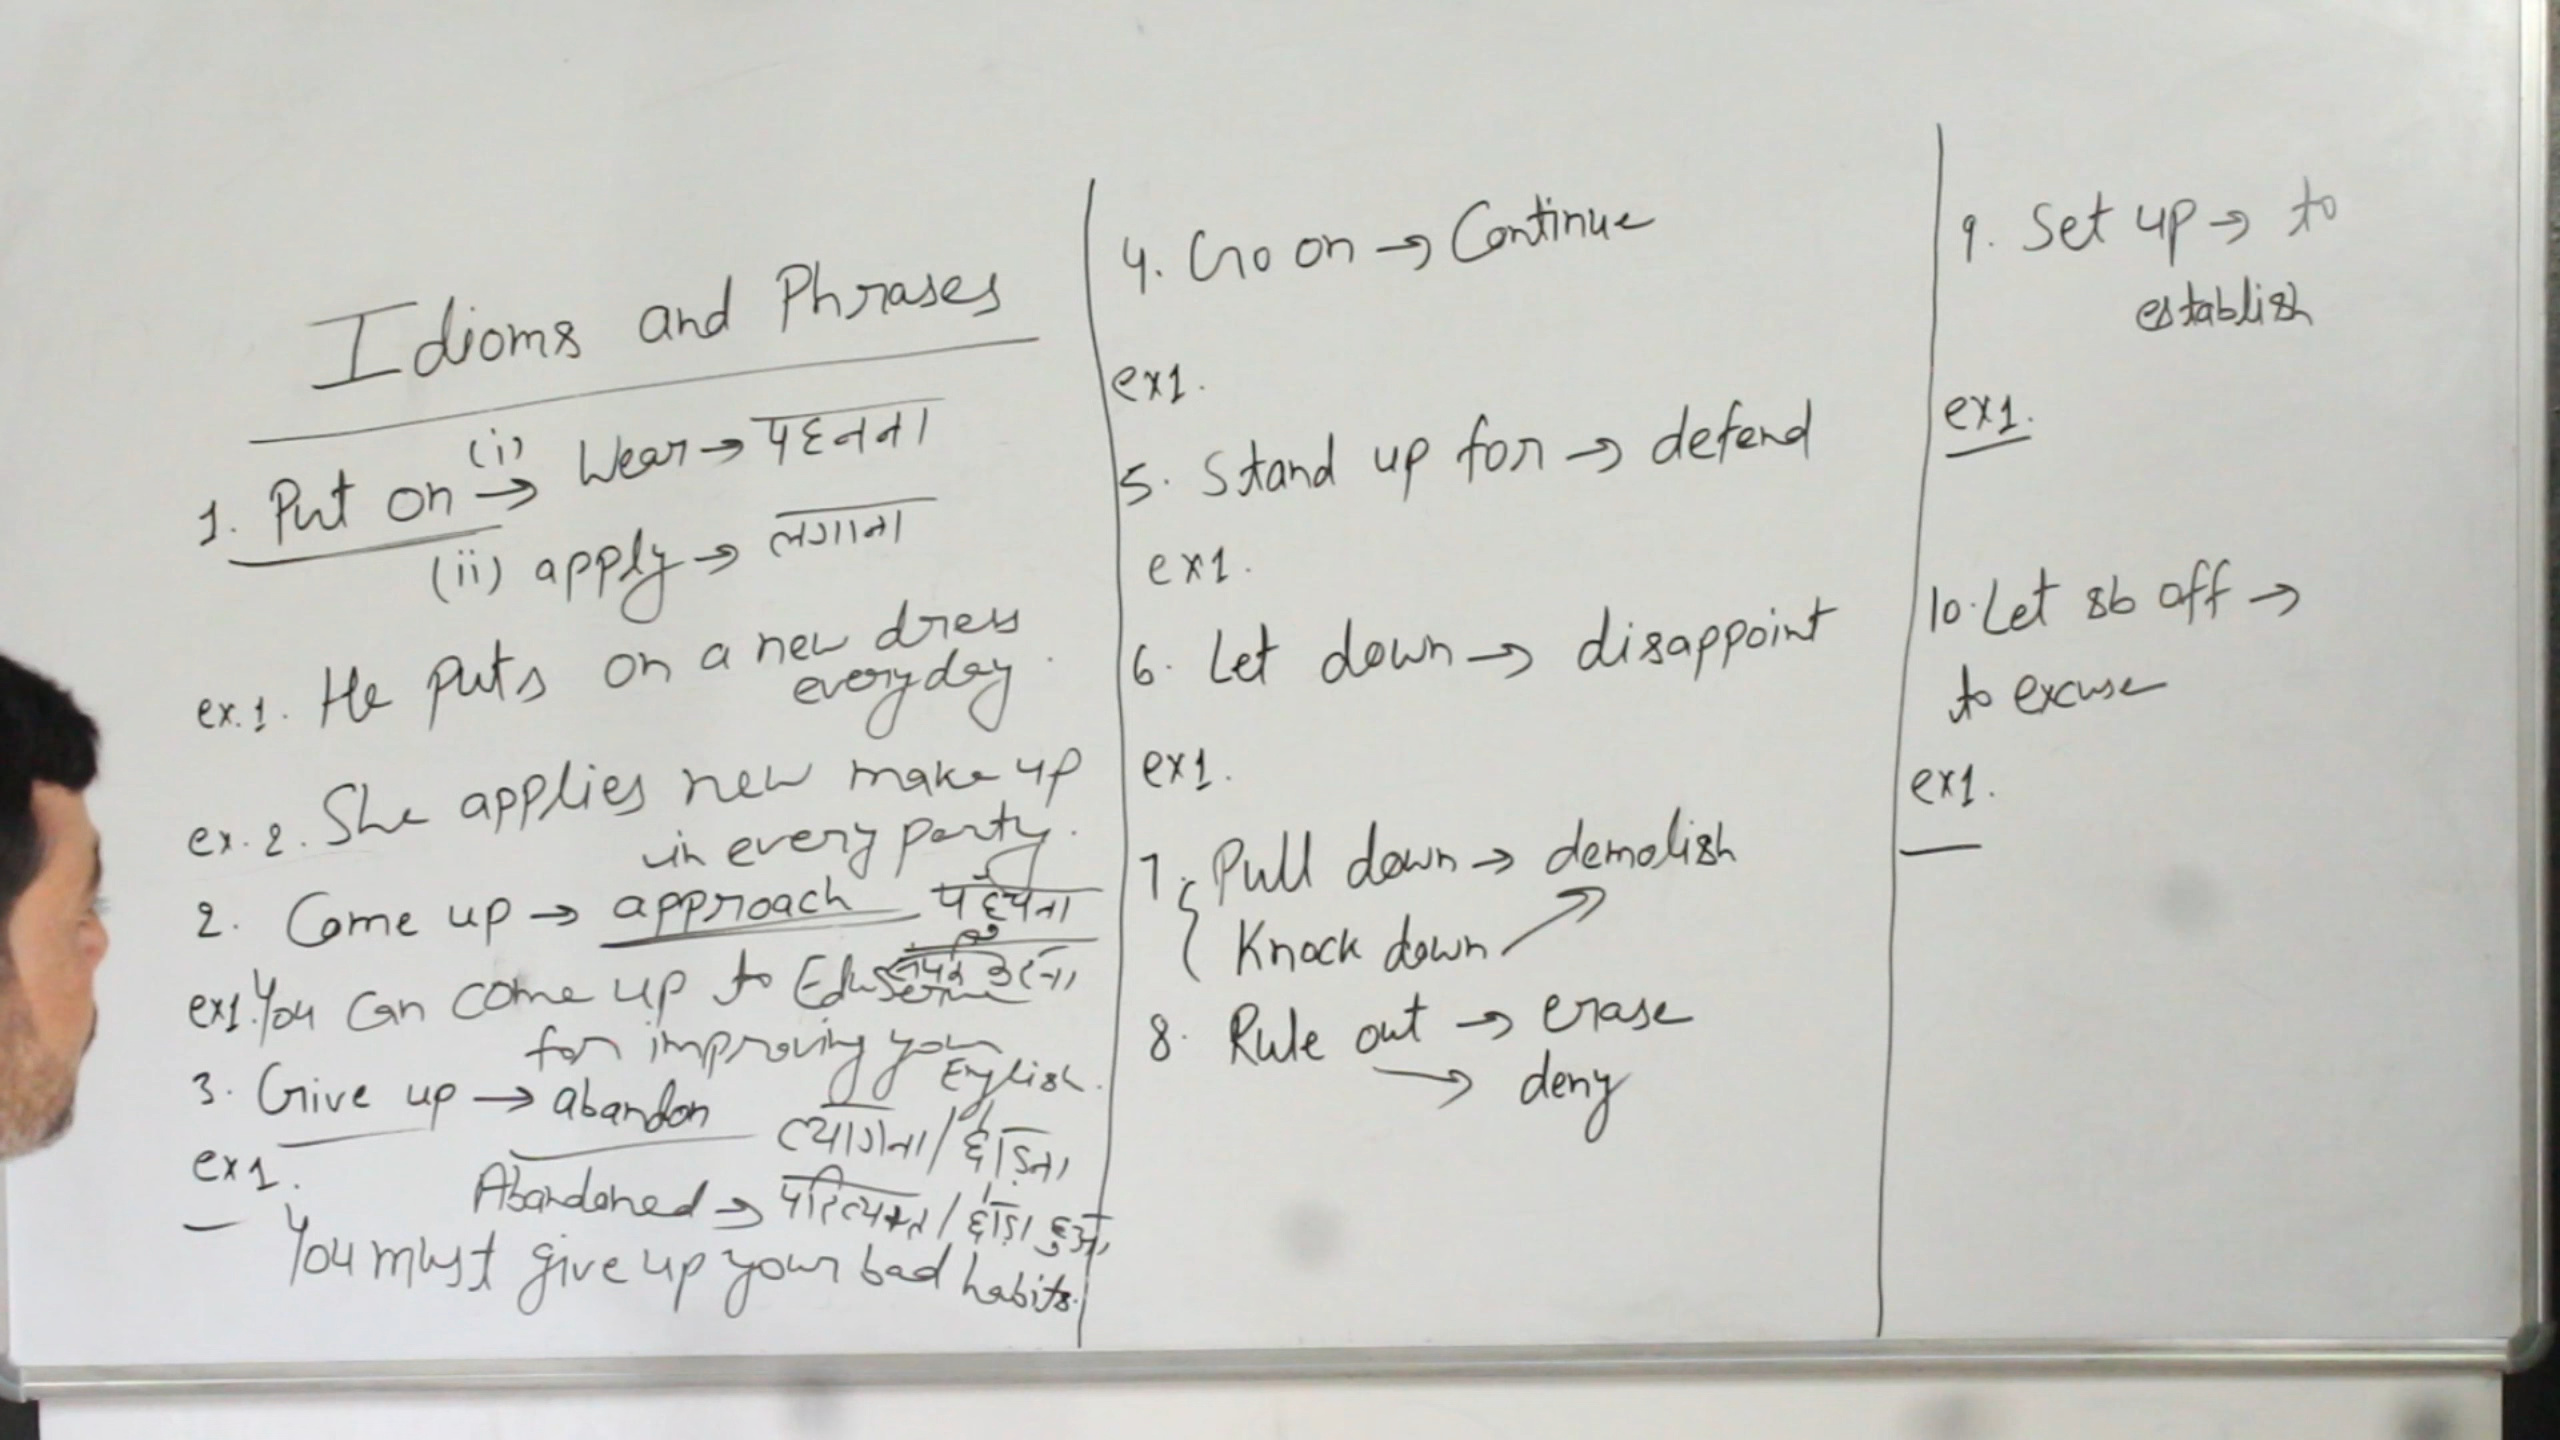 Idioms and Phrases
1. Put on → (i) Wear → पहनना
(ii) apply → लगाना
ex.1. He puts on a new dress
everyday.
ex.2. She applies new make up
in every party.
2. Come up → approach पहुँचना
ex1. You can come up to
for improving your
English.
3. Give up → abandon
त्यागना/छोड़ना
ex1.
Abandoned → परित्यक्त/छोड़ा हुआ
You must give up your bad habits.
4. Go on → Continue
ex1.
5. Stand up for → defend
ex1.
6. Let down → disappoint
ex1.
7. Pull down → demolish
Knock down
8. Rule out → erase
→ deny
9. Set up → to
establish
ex1.
10. Let sb off →
to excuse
ex1.